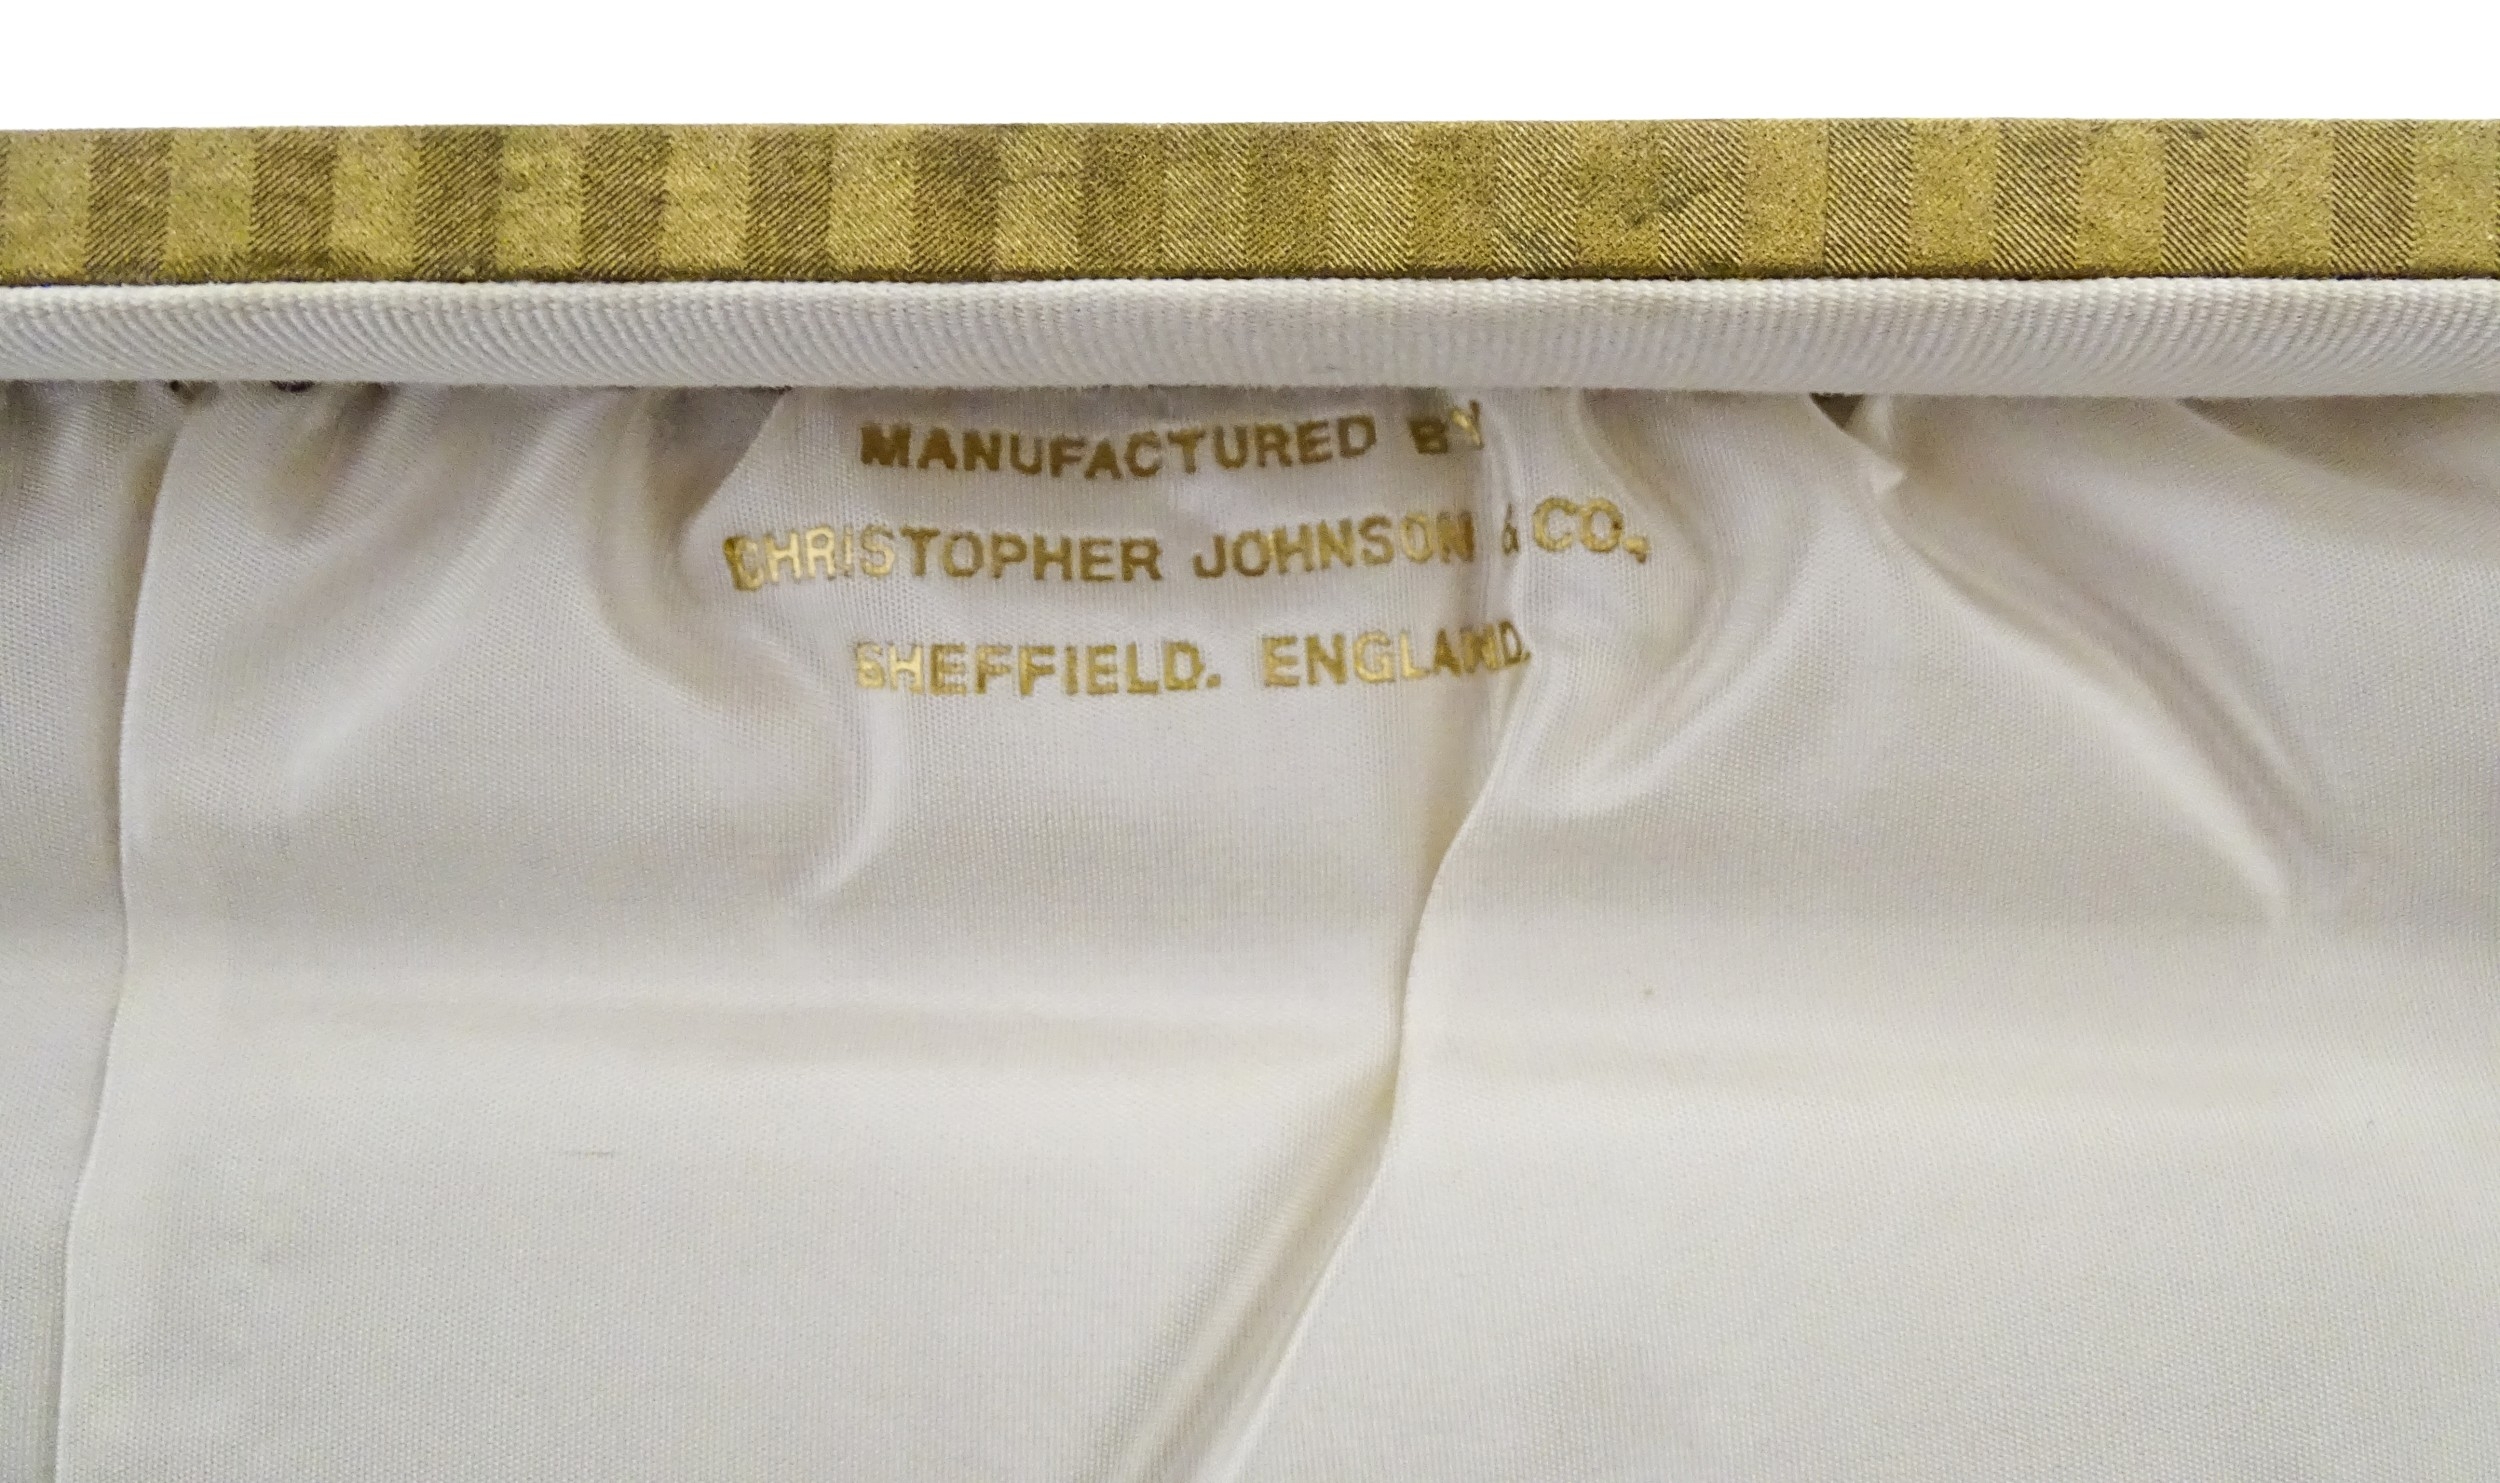 MANUFACTURED BY
CHRISTOPHER JOHNSON & CO.,
SHEFFIELD. ENGLAND.